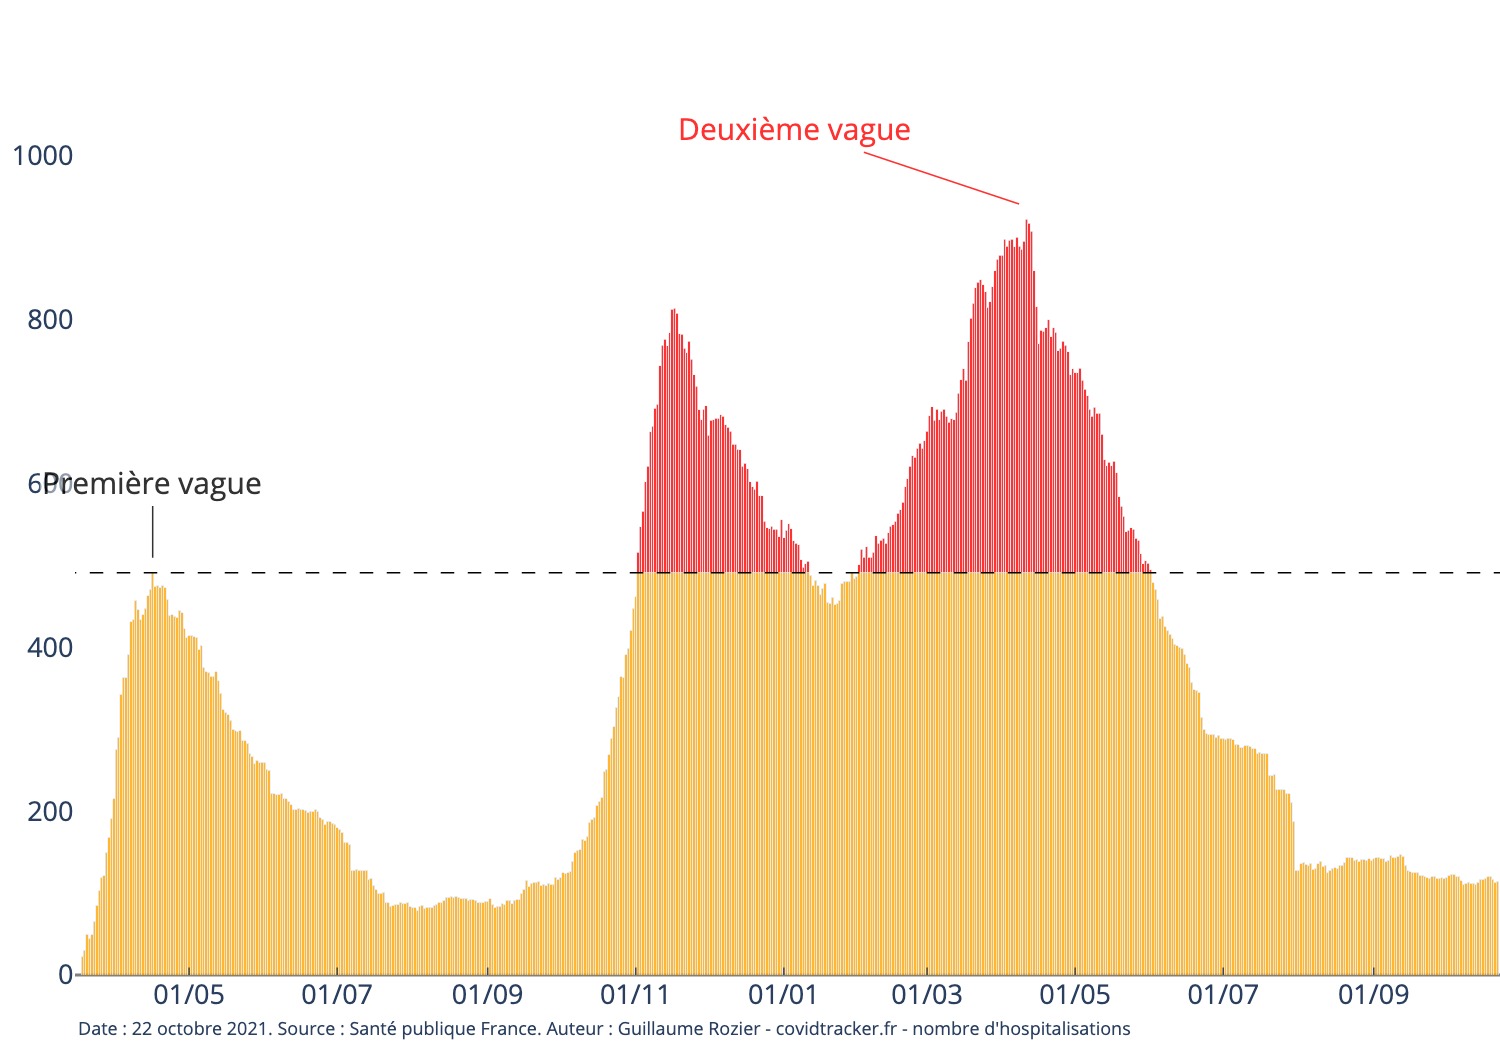 Deuxième vague
1000
800
600
Première vague
400
200
0
01/05 01/07 01/09 01/11 01/01 01/03 01/05 01/07 01/09
Date : 22 octobre 2021. Source : Santé publique France. Auteur : Guillaume Rozier - covidtracker.fr - nombre d'hospitalisations